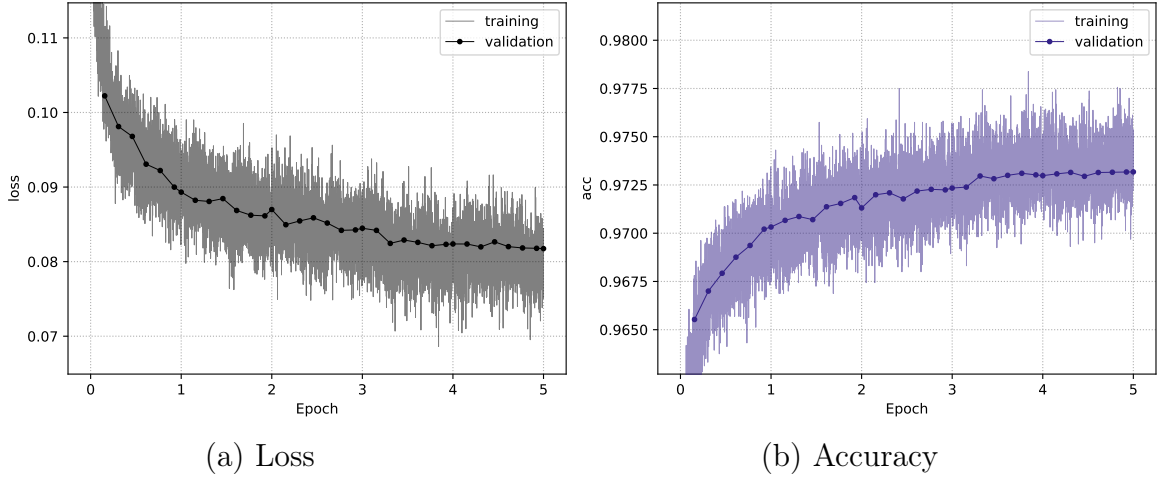 training
validation
0.11
0.10
0.09
0.08
0.07
loss
0 1 2 3 4 5
Epoch
(a) Loss
training
validation
0.9800
0.9775
0.9750
0.9725
0.9700
0.9675
0.9650
acc
0 1 2 3 4 5
Epoch
(b) Accuracy